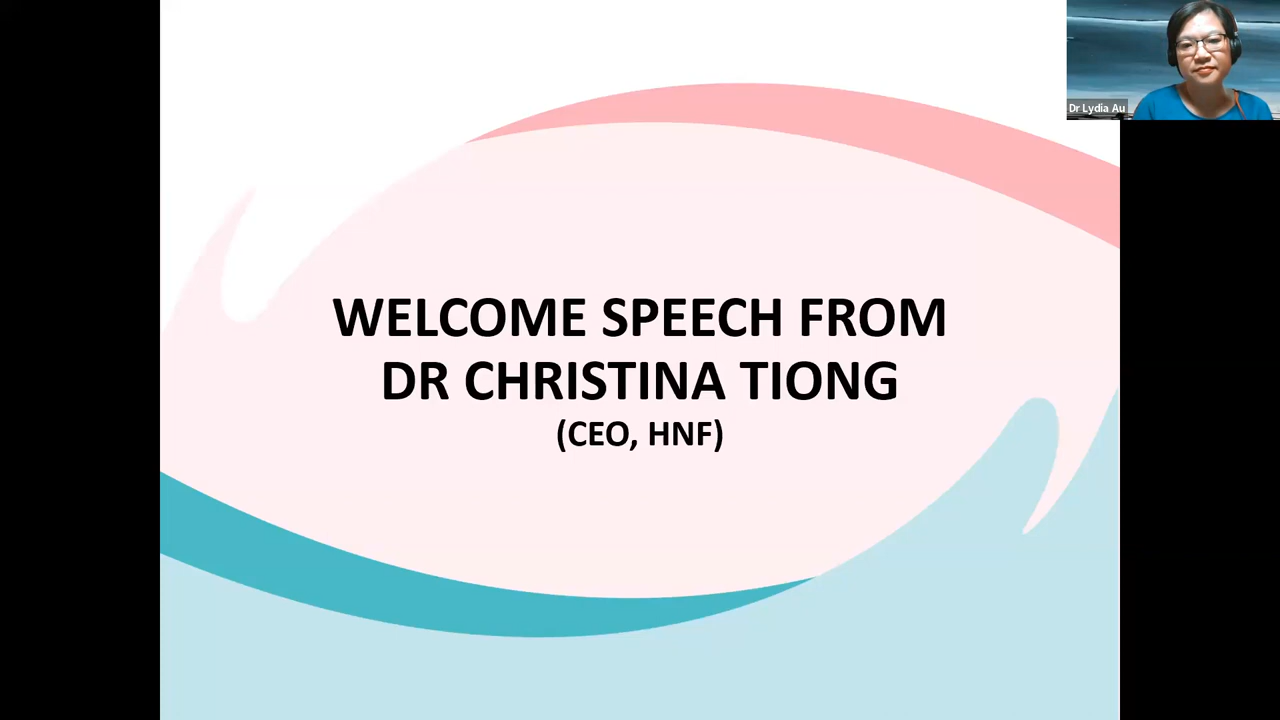 Dr Lydia Au
WELCOME SPEECH FROM
DR CHRISTINA TIONG
(CEO, HNF)